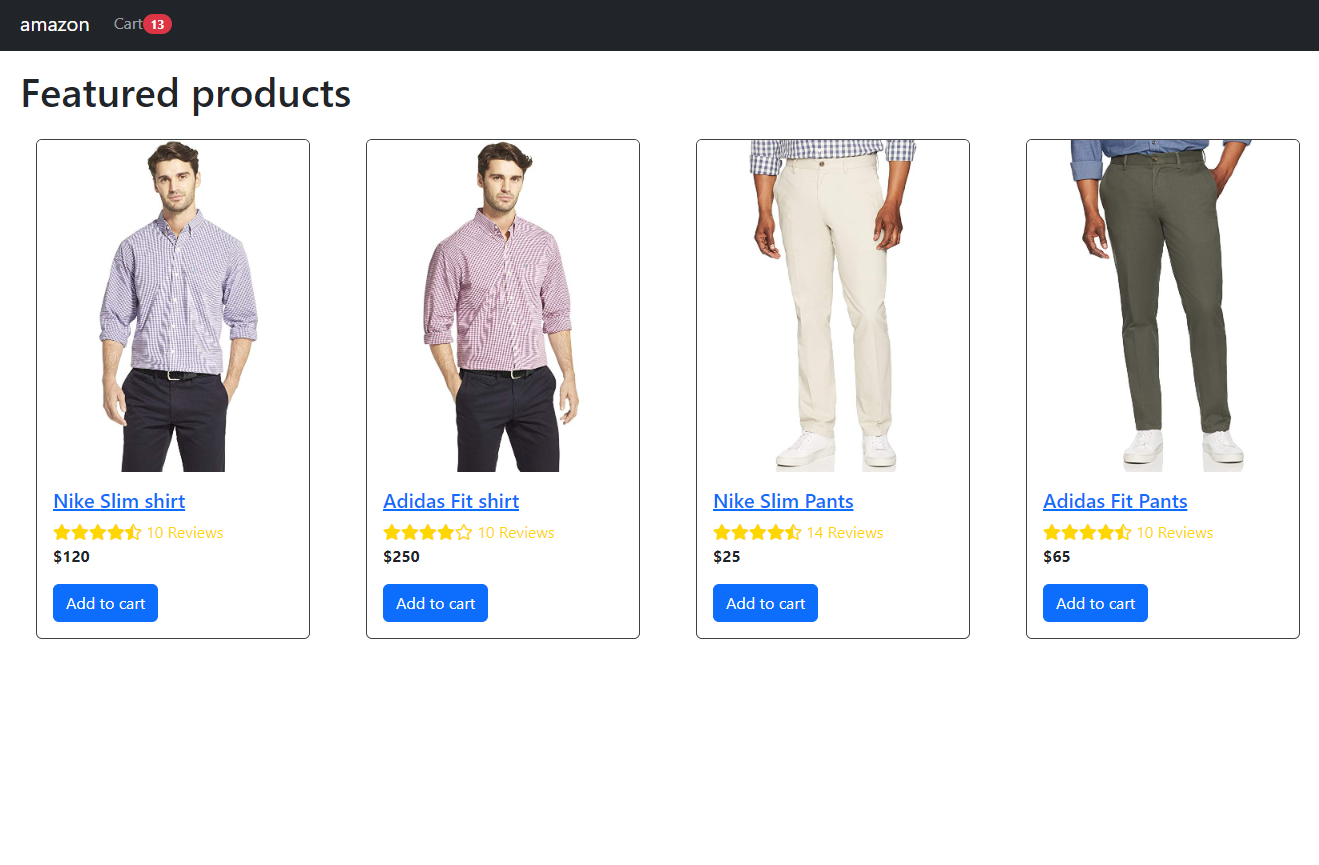 amazon Cart 13
Featured products
Nike Slim shirt
10 Reviews
$120
Add to cart
Adidas Fit shirt
10 Reviews
$250
Add to cart
Nike Slim Pants
14 Reviews
$25
Add to cart
Adidas Fit Pants
10 Reviews
$65
Add to cart